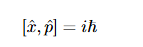 [x̂, p̂] = iħ